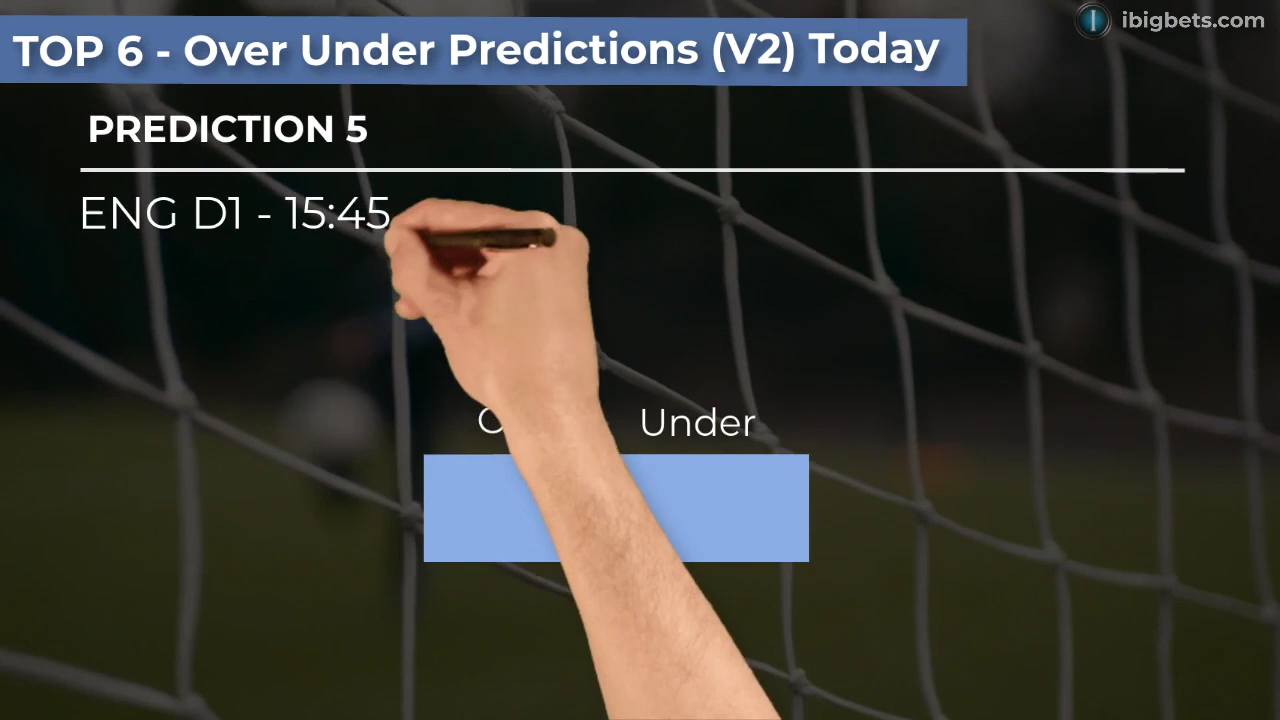 ibigbets.com
TOP 6 - Over Under Predictions (V2) Today
PREDICTION 5
ENG D1 - 15:45
Under